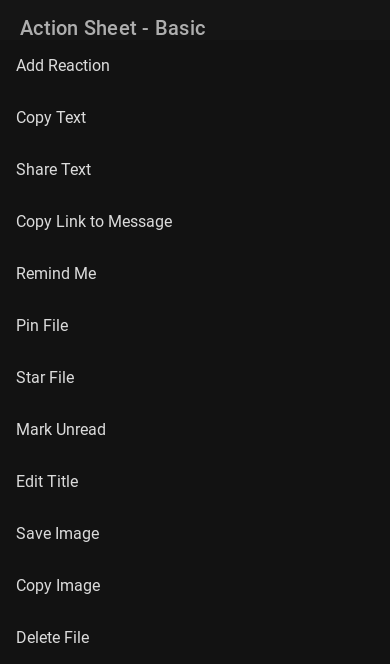 Action Sheet - Basic
Add Reaction
Copy Text
Share Text
Copy Link to Message
Remind Me
Pin File
Star File
Mark Unread
Edit Title
Save Image
Copy Image
Delete File